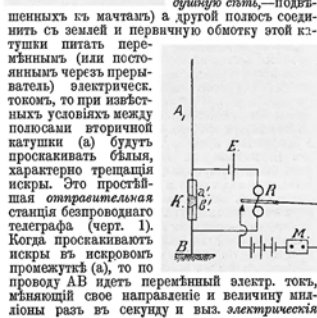 душную сѣть,—подвѣ-
шенныхъ къ мачтамъ) а другой полюсъ соеди-
нить съ землей и первичную обмотку этой ка-
тушки питать пере-
мѣннымъ (или посто-
яннымъ черезъ преры-
ватель) электрическ.
токомъ, то при извѣст-
ныхъ условіяхъ между
полюсами вторичной
катушки (а) будутъ
проскакивать бѣлыя,
характерно трещащія
искры. Это простѣй-
шая отправительная
станція безпроводнаго
телеграфа (черт. 1).
Когда проскакиваютъ
искры въ искровомъ
промежуткѣ (а), то по
проводу АВ идетъ перемѣнный электр. токъ,
мѣняющій свое направленіе и величину мил-
ліоны разъ въ секунду и выз. электрическія
A,
E.
a'.
K.
в'.
R
B
M.